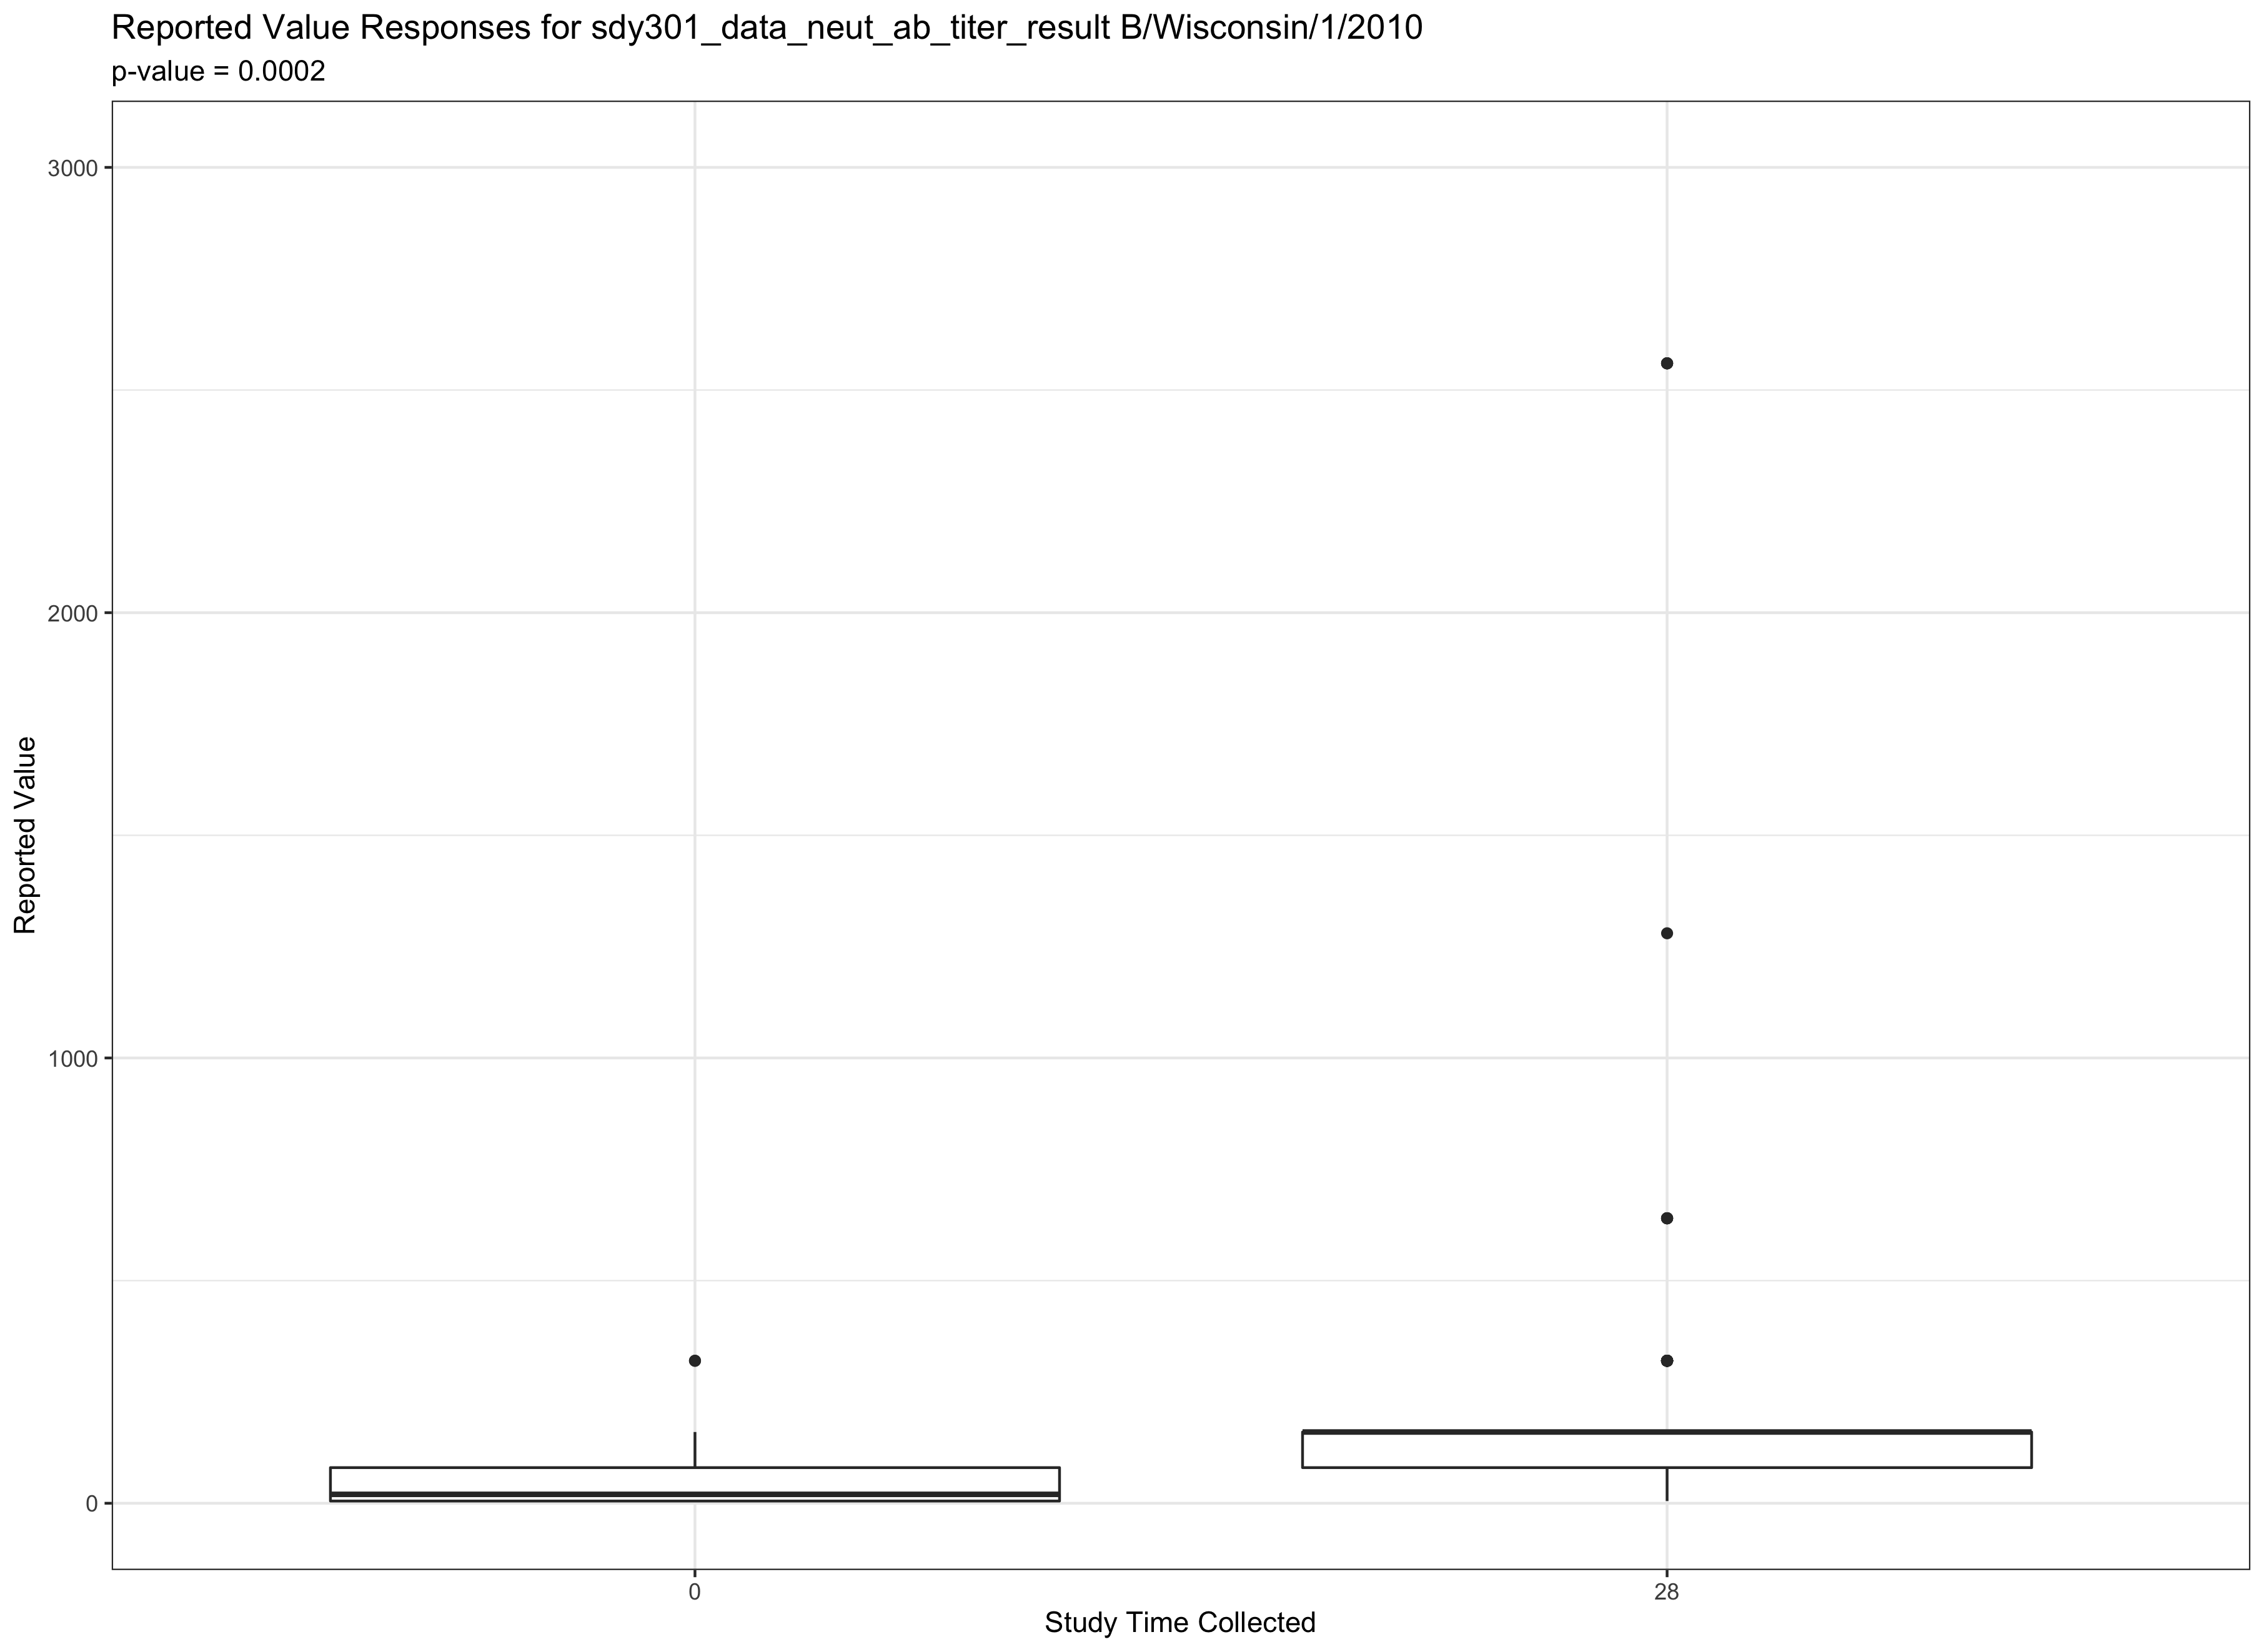 Reported Value Responses for sdy301_data_neut_ab_titer_result B/Wisconsin/1/2010
p-value = 0.0002
3000
2000
1000
0
Reported Value
0 28
Study Time Collected